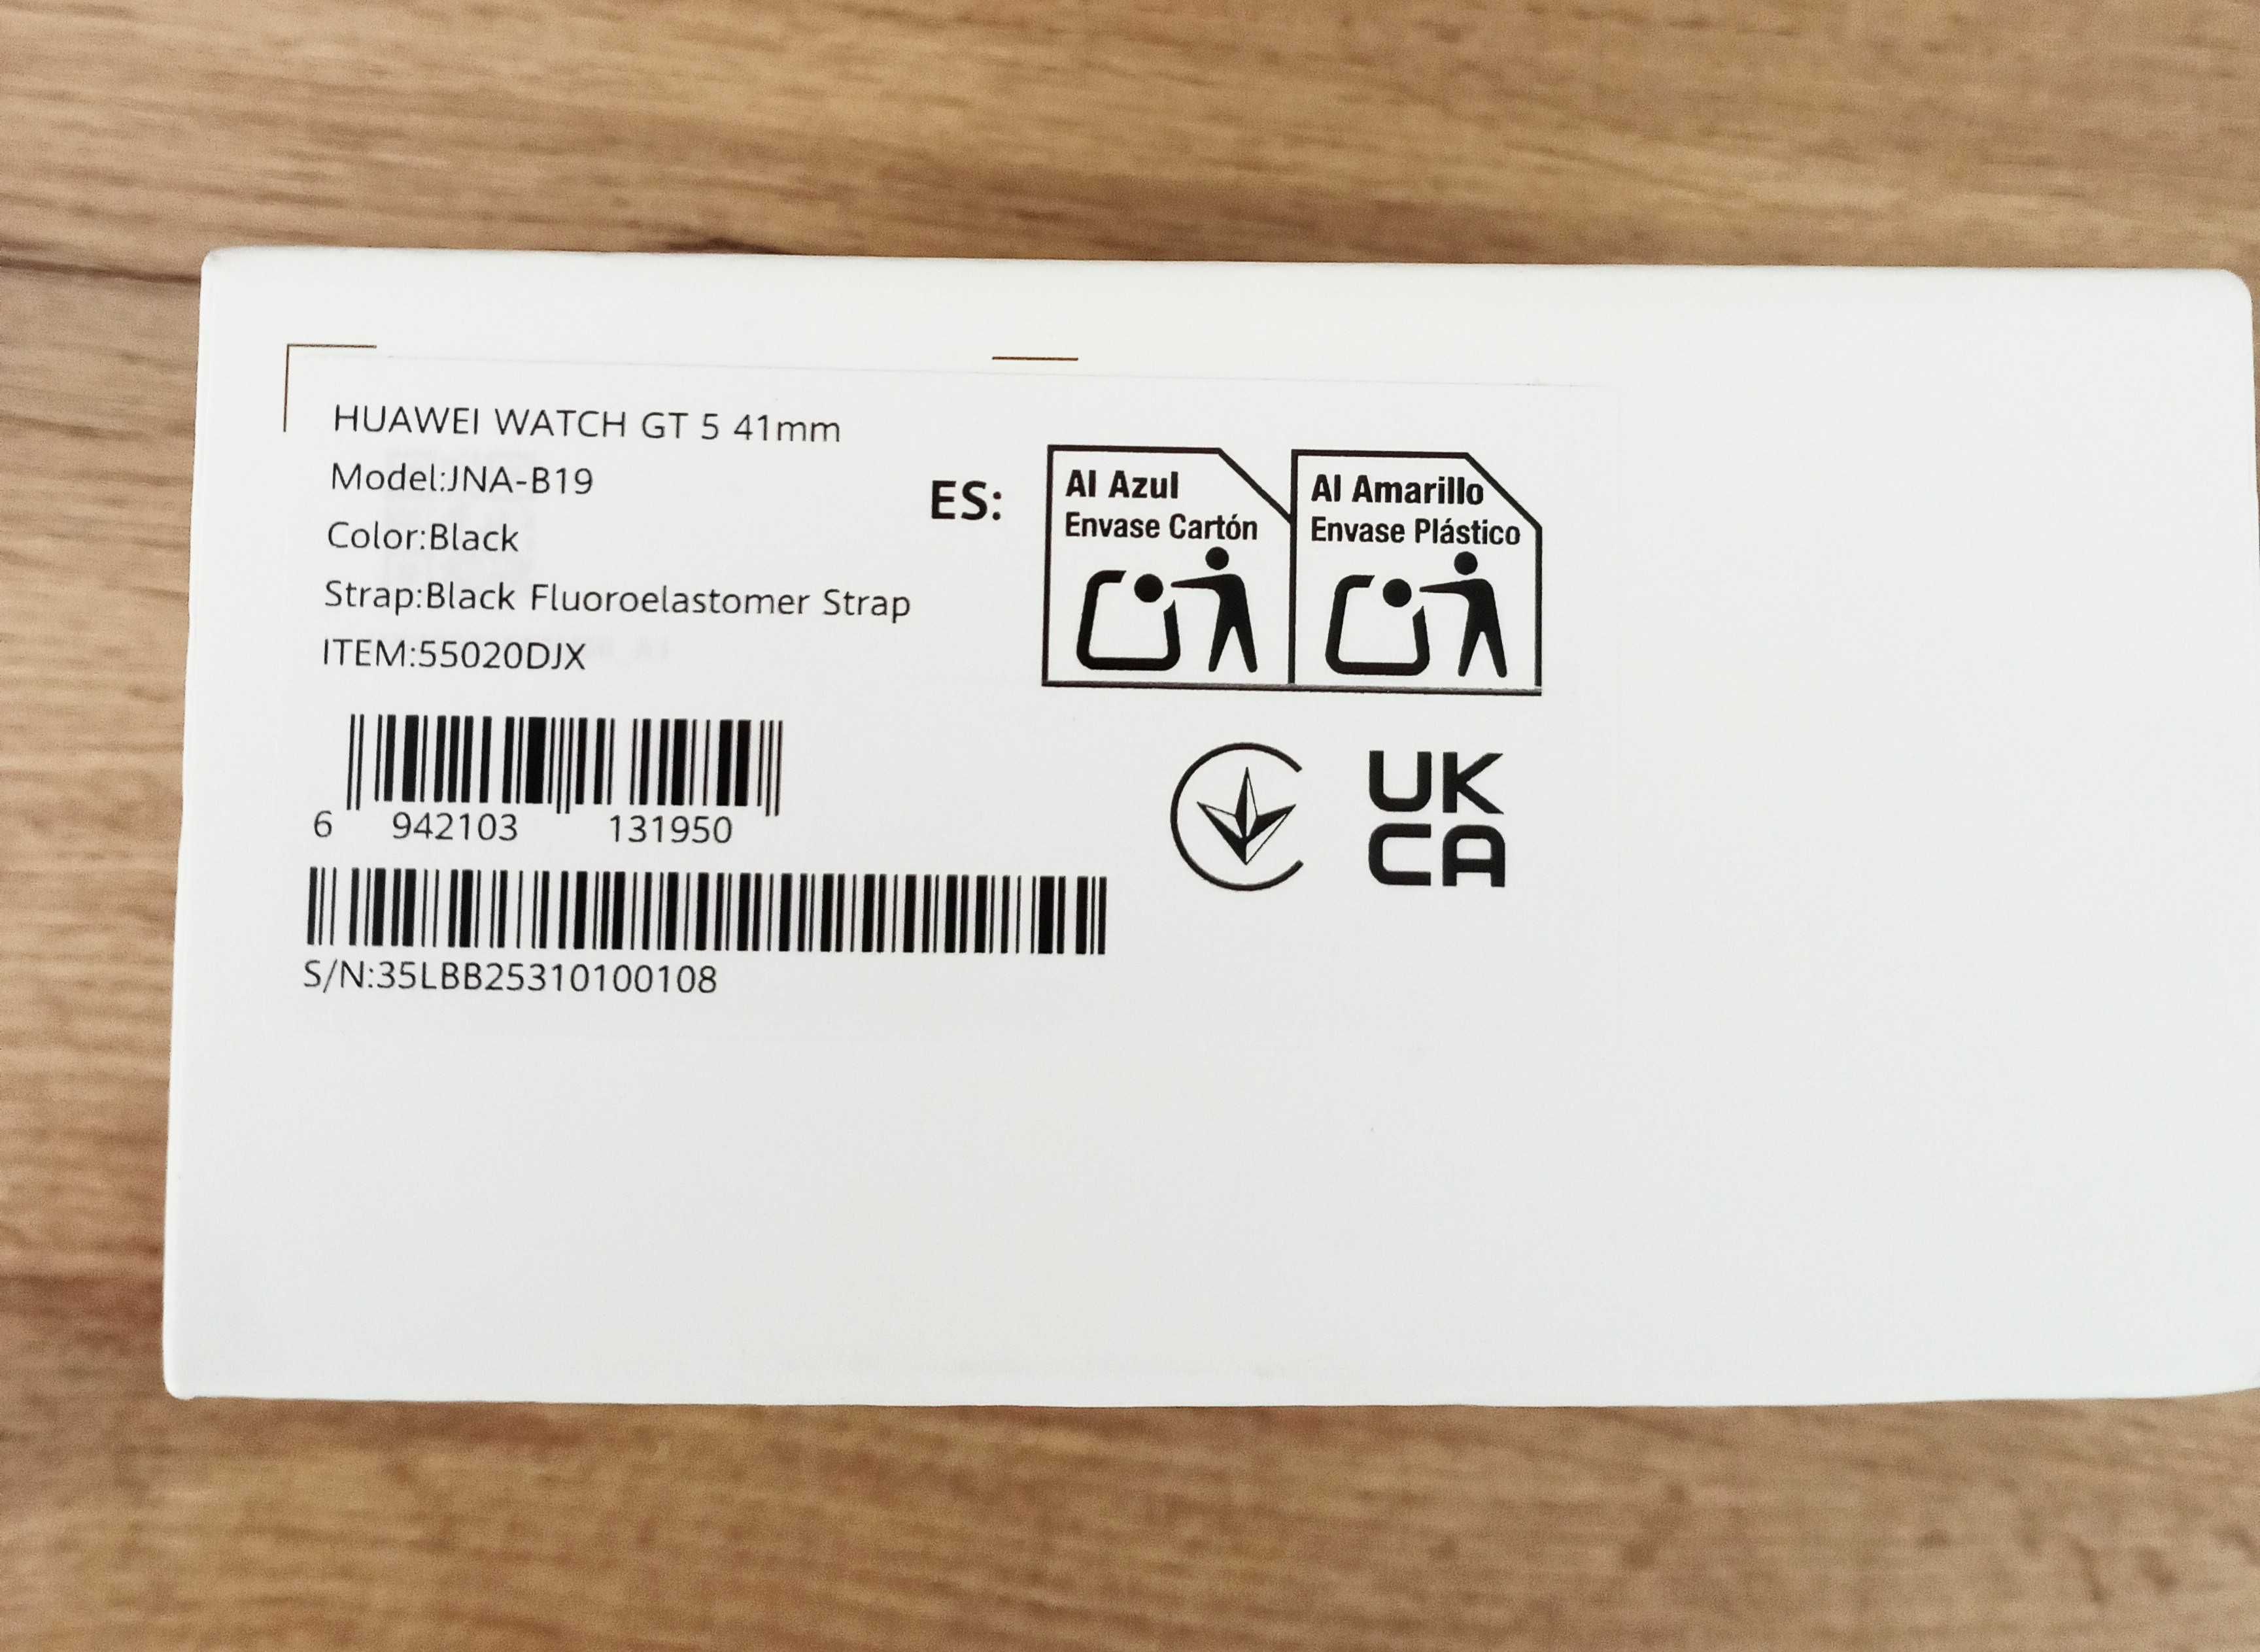 HUAWEI WATCH GT 5 41mm
Model:JNA-B19
Color:Black
Strap:Black Fluoroelastomer Strap
ITEM:55020DJX
6 942103 131950
S/N:35LBB25310100108
ES:
Al Azul
Envase Cartón
Al Amarillo
Envase Plástico
UK
CA